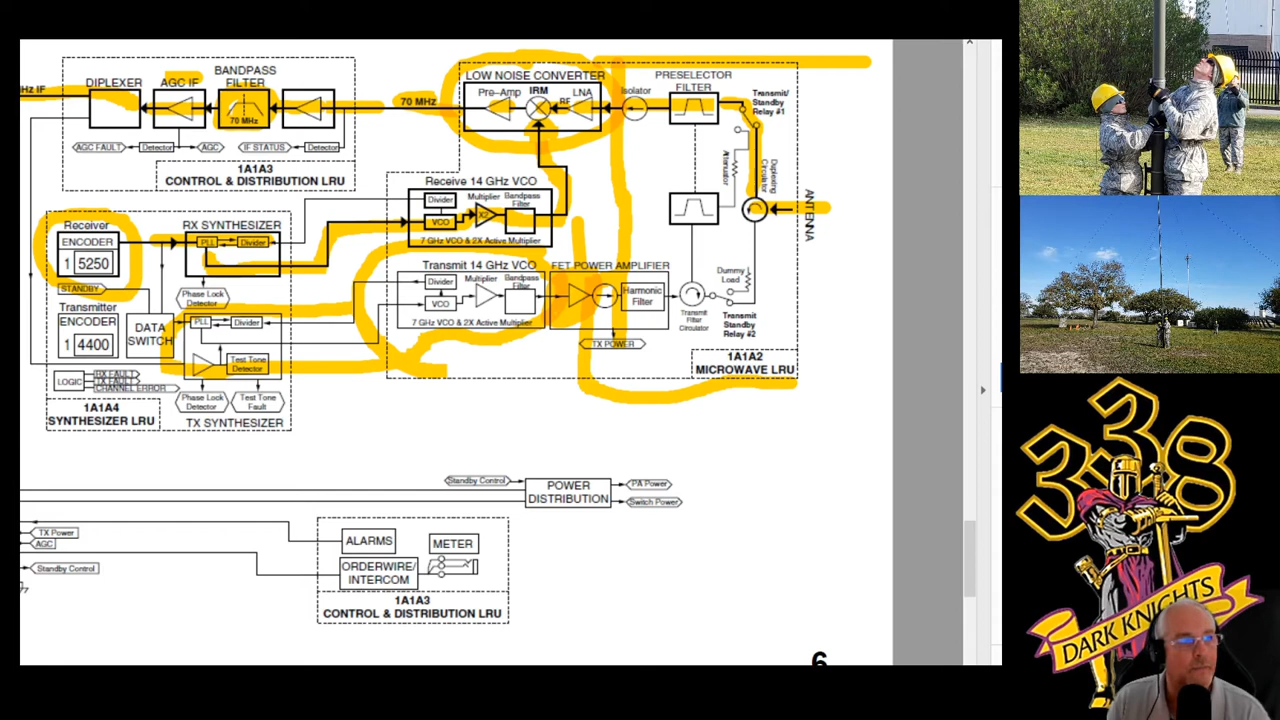 Hz IF
DIPLEXER
AGC IF
BANDPASS
FILTER
70 MHz
AGC FAULT
Detector
AGC
IF STATUS
Detector
1A1A3
CONTROL & DISTRIBUTION LRU
70 MHz
LOW NOISE CONVERTER
Pre-Amp
IRM
RF
LNA
Isolator
PRESELECTOR
FILTER
Transmit/
Standby
Relay #1
Attenuator
Duplexing
Circulator
ANTENNA
Receive 14 GHz VCO
Divider
Multiplier
Bandpass
Filter
VCO
X2
7 GHz VCO & 2X Active Multiplier
Transmit 14 GHz VCO
Divider
Multiplier
Bandpass
Filter
VCO
7 GHz VCO & 2X Active Multiplier
FET POWER AMPLIFIER
Harmonic
Filter
TX POWER
Transmit
Filter
Circulator
Dummy
Load
Transmit
Standby
Relay #2
1A1A2
MICROWAVE LRU
Receiver
ENCODER
1 5250
STANDBY
Transmitter
ENCODER
1 4400
DATA
SWITCH
RX SYNTHESIZER
PLL
Divider
Phase Lock
Detector
PLL
Divider
Test Tone
Detector
Phase Lock
Detector
Test Tone
Fault
TX SYNTHESIZER
LOGIC
RX FAULT
TX FAULT
CHANNEL ERROR
1A1A4
SYNTHESIZER LRU
Standby Control
POWER
DISTRIBUTION
PA Power
Switch Power
TX Power
AGC
Standby Control
ALARMS
METER
ORDERWIRE/
INTERCOM
1A1A3
CONTROL & DISTRIBUTION LRU
6
338
DARK KNIGHTS